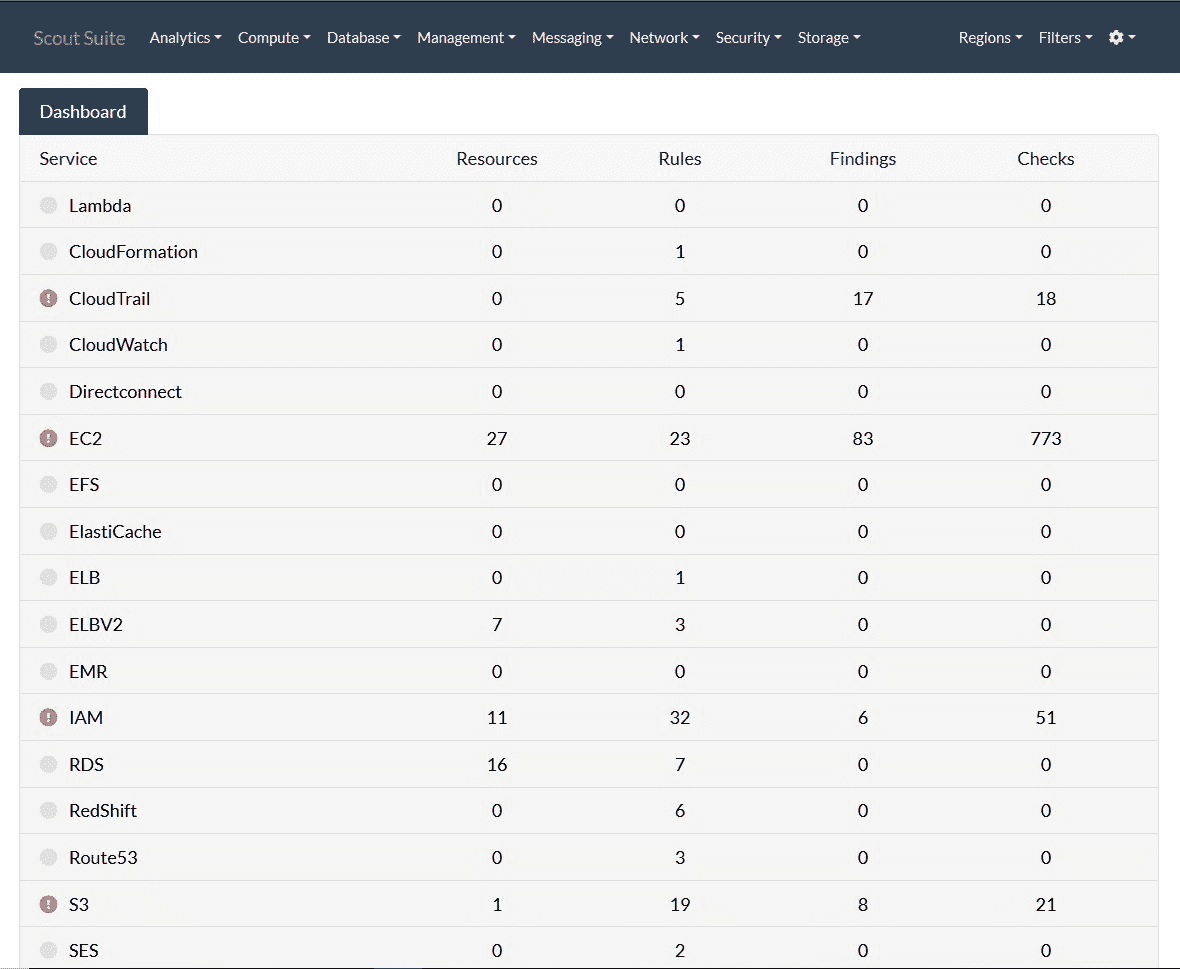 Scout Suite Analytics Compute Database Management Messaging Network Security Storage Regions Filters
Dashboard
Service Resources Rules Findings Checks
Lambda 0 0 0 0
CloudFormation 0 1 0 0
CloudTrail 0 5 17 18
CloudWatch 0 1 0 0
Directconnect 0 0 0 0
EC2 27 23 83 773
EFS 0 0 0 0
ElastiCache 0 0 0 0
ELB 0 1 0 0
ELBV2 7 3 0 0
EMR 0 0 0 0
IAM 11 32 6 51
RDS 16 7 0 0
RedShift 0 6 0 0
Route53 0 3 0 0
S3 1 19 8 21
SES 0 2 0 0